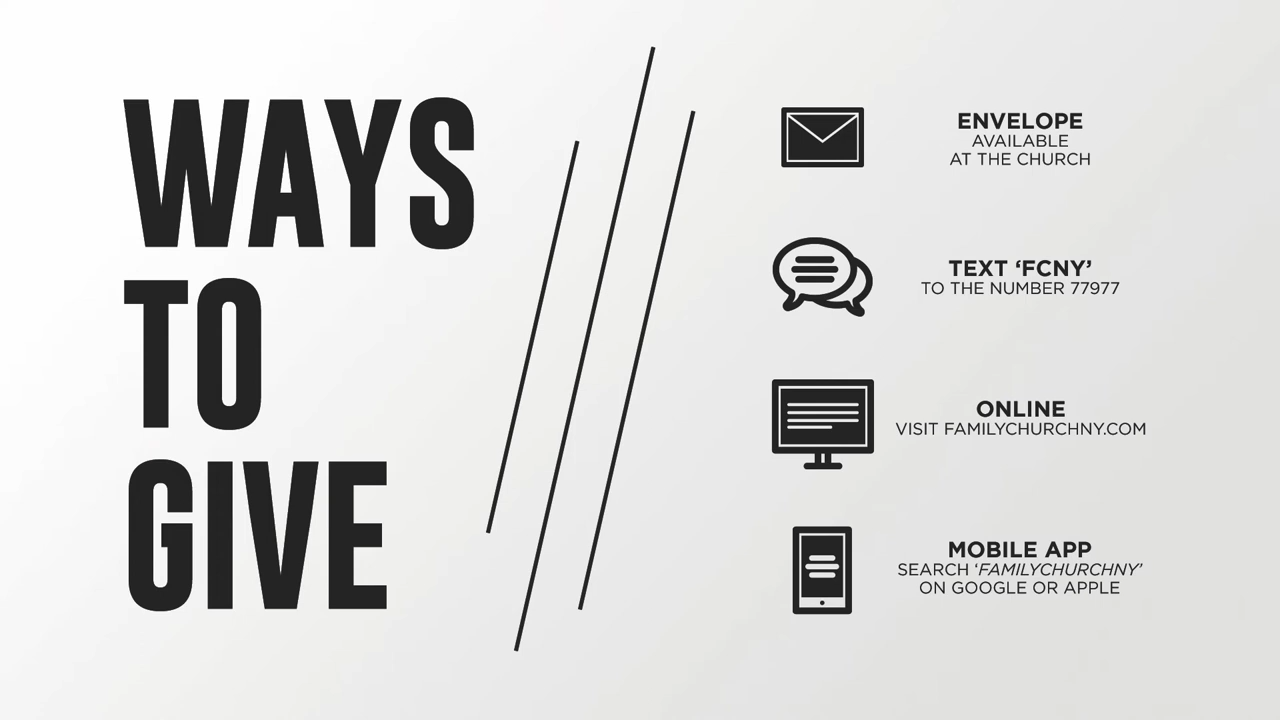 WAYS
TO
GIVE
ENVELOPE
AVAILABLE
AT THE CHURCH
TEXT ‘FCNY’
TO THE NUMBER 77977
ONLINE
VISIT FAMILYCHURCHNY.COM
MOBILE APP
SEARCH ‘FAMILYCHURCHNY’
ON GOOGLE OR APPLE